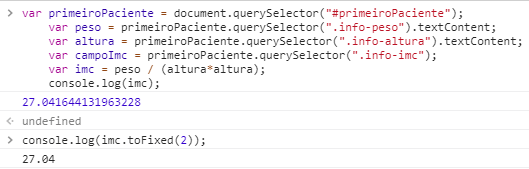 > var primeiroPaciente = document.querySelector("#primeiroPaciente");
var peso = primeiroPaciente.querySelector(".info-peso").textContent;
var altura = primeiroPaciente.querySelector(".info-altura").textContent;
var campoImc = primeiroPaciente.querySelector(".info-imc");
var imc = peso / (altura*altura);
console.log(imc);
27.041644131963228
<· undefined
> console.log(imc.toFixed(2));
27.04